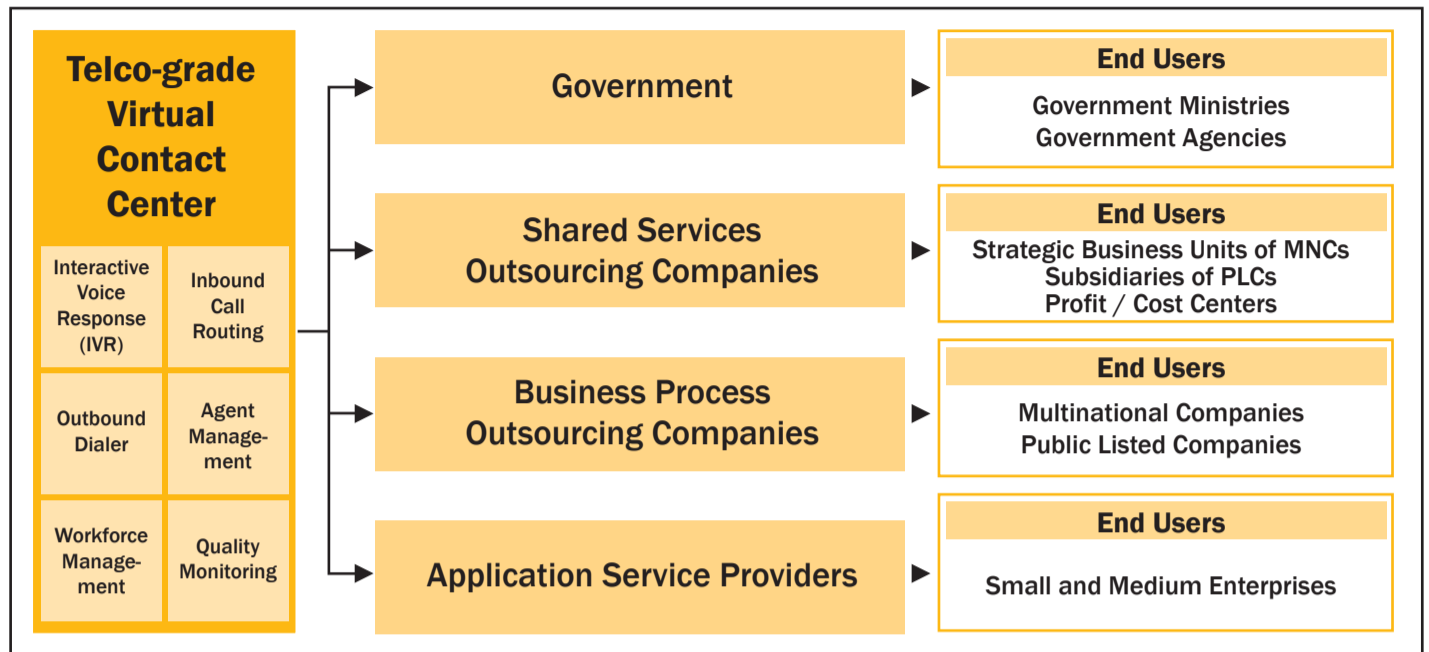 Telco-grade
Virtual
Contact
Center
Interactive
Voice
Response
(IVR)
Inbound
Call
Routing
Outbound
Dialer
Agent
Manage-
ment
Workforce
Manage-
ment
Quality
Monitoring
Government
End Users
Government Ministries
Government Agencies
Shared Services
Outsourcing Companies
End Users
Strategic Business Units of MNCs
Subsidiaries of PLCs
Profit / Cost Centers
Business Process
Outsourcing Companies
End Users
Multinational Companies
Public Listed Companies
Application Service Providers
End Users
Small and Medium Enterprises